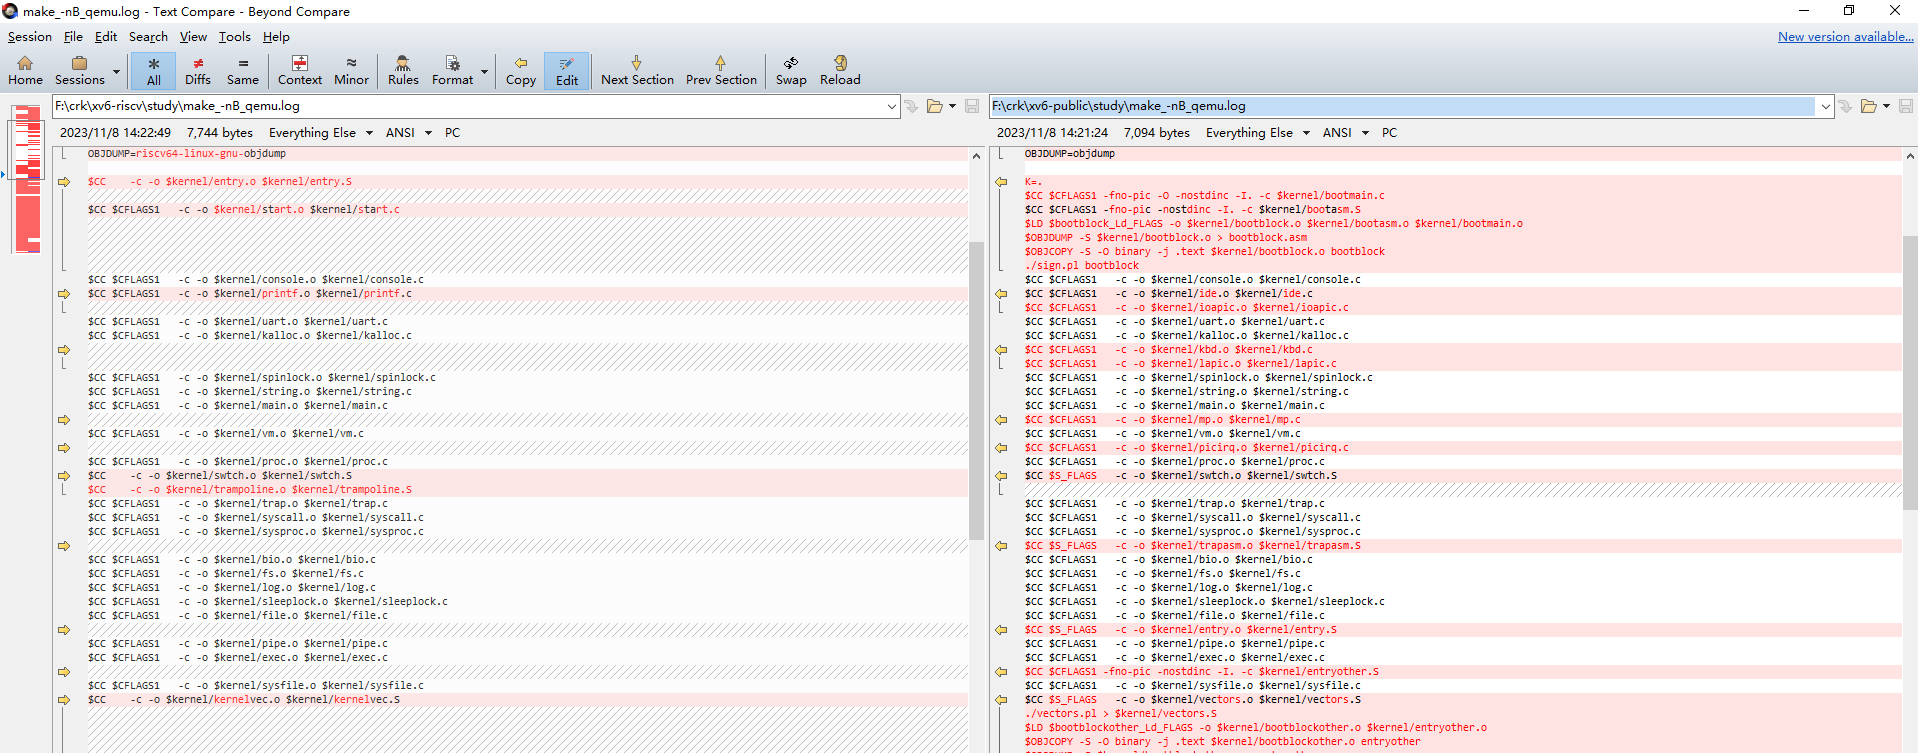 make_-nB_qemu.log - Text Compare - Beyond Compare
Session File Edit Search View Tools Help
New version available...
Home Sessions All Diffs Same Context Minor Rules Format Copy Edit Next Section Prev Section Swap Reload
F:\crk\xv6-riscv\study\make_-nB_qemu.log
2023/11/8 14:22:49 7,744 bytes Everything Else ANSI PC
OBJDUMP=riscv64-linux-gnu-objdump
$CC -c -o $kernel/entry.o $kernel/entry.S
$CC $CFLAGS1 -c -o $kernel/start.o $kernel/start.c
$CC $CFLAGS1 -c -o $kernel/console.o $kernel/console.c
$CC $CFLAGS1 -c -o $kernel/printf.o $kernel/printf.c
$CC $CFLAGS1 -c -o $kernel/uart.o $kernel/uart.c
$CC $CFLAGS1 -c -o $kernel/kalloc.o $kernel/kalloc.c
$CC $CFLAGS1 -c -o $kernel/spinlock.o $kernel/spinlock.c
$CC $CFLAGS1 -c -o $kernel/string.o $kernel/string.c
$CC $CFLAGS1 -c -o $kernel/main.o $kernel/main.c
$CC $CFLAGS1 -c -o $kernel/vm.o $kernel/vm.c
$CC $CFLAGS1 -c -o $kernel/proc.o $kernel/proc.c
$CC -c -o $kernel/swtch.o $kernel/swtch.S
$CC -c -o $kernel/trampoline.o $kernel/trampoline.S
$CC $CFLAGS1 -c -o $kernel/trap.o $kernel/trap.c
$CC $CFLAGS1 -c -o $kernel/syscall.o $kernel/syscall.c
$CC $CFLAGS1 -c -o $kernel/sysproc.o $kernel/sysproc.c
$CC $CFLAGS1 -c -o $kernel/bio.o $kernel/bio.c
$CC $CFLAGS1 -c -o $kernel/fs.o $kernel/fs.c
$CC $CFLAGS1 -c -o $kernel/log.o $kernel/log.c
$CC $CFLAGS1 -c -o $kernel/sleeplock.o $kernel/sleeplock.c
$CC $CFLAGS1 -c -o $kernel/file.o $kernel/file.c
$CC $CFLAGS1 -c -o $kernel/pipe.o $kernel/pipe.c
$CC $CFLAGS1 -c -o $kernel/exec.o $kernel/exec.c
$CC $CFLAGS1 -c -o $kernel/sysfile.o $kernel/sysfile.c
$CC -c -o $kernel/kernelvec.o $kernel/kernelvec.S
F:\crk\xv6-public\study\make_-nB_qemu.log
2023/11/8 14:21:24 7,094 bytes Everything Else ANSI PC
OBJDUMP=objdump
K=.
$CC $CFLAGS1 -fno-pic -O -nostdinc -I. -c $kernel/bootmain.c
$CC $CFLAGS1 -fno-pic -nostdinc -I. -c $kernel/bootasm.S
$LD $bootblock_Ld_FLAGS -o $kernel/bootblock.o $kernel/bootasm.o $kernel/bootmain.o
$OBJDUMP -S $kernel/bootblock.o > bootblock.asm
$OBJCOPY -S -O binary -j .text $kernel/bootblock.o bootblock
./sign.pl bootblock
$CC $CFLAGS1 -c -o $kernel/console.o $kernel/console.c
$CC $CFLAGS1 -c -o $kernel/ide.o $kernel/ide.c
$CC $CFLAGS1 -c -o $kernel/ioapic.o $kernel/ioapic.c
$CC $CFLAGS1 -c -o $kernel/uart.o $kernel/uart.c
$CC $CFLAGS1 -c -o $kernel/kalloc.o $kernel/kalloc.c
$CC $CFLAGS1 -c -o $kernel/kbd.o $kernel/kbd.c
$CC $CFLAGS1 -c -o $kernel/lapic.o $kernel/lapic.c
$CC $CFLAGS1 -c -o $kernel/spinlock.o $kernel/spinlock.c
$CC $CFLAGS1 -c -o $kernel/string.o $kernel/string.c
$CC $CFLAGS1 -c -o $kernel/main.o $kernel/main.c
$CC $CFLAGS1 -c -o $kernel/mp.o $kernel/mp.c
$CC $CFLAGS1 -c -o $kernel/vm.o $kernel/vm.c
$CC $CFLAGS1 -c -o $kernel/picirq.o $kernel/picirq.c
$CC $CFLAGS1 -c -o $kernel/proc.o $kernel/proc.c
$CC $S_FLAGS -c -o $kernel/swtch.o $kernel/swtch.S
$CC $CFLAGS1 -c -o $kernel/trap.o $kernel/trap.c
$CC $CFLAGS1 -c -o $kernel/syscall.o $kernel/syscall.c
$CC $CFLAGS1 -c -o $kernel/sysproc.o $kernel/sysproc.c
$CC $S_FLAGS -c -o $kernel/trapasm.o $kernel/trapasm.S
$CC $CFLAGS1 -c -o $kernel/bio.o $kernel/bio.c
$CC $CFLAGS1 -c -o $kernel/fs.o $kernel/fs.c
$CC $CFLAGS1 -c -o $kernel/log.o $kernel/log.c
$CC $CFLAGS1 -c -o $kernel/sleeplock.o $kernel/sleeplock.c
$CC $CFLAGS1 -c -o $kernel/file.o $kernel/file.c
$CC $S_FLAGS -c -o $kernel/entry.o $kernel/entry.S
$CC $CFLAGS1 -c -o $kernel/pipe.o $kernel/pipe.c
$CC $CFLAGS1 -c -o $kernel/exec.o $kernel/exec.c
$CC $CFLAGS1 -fno-pic -nostdinc -I. -c $kernel/entryother.S
$CC $CFLAGS1 -c -o $kernel/sysfile.o $kernel/sysfile.c
$CC $S_FLAGS -c -o $kernel/vectors.o $kernel/vectors.S
./vectors.pl > $kernel/vectors.S
$LD $bootblockother_Ld_FLAGS -o $kernel/bootblockother.o $kernel/entryother.o
$OBJCOPY -S -O binary -j .text $kernel/bootblockother.o entryother